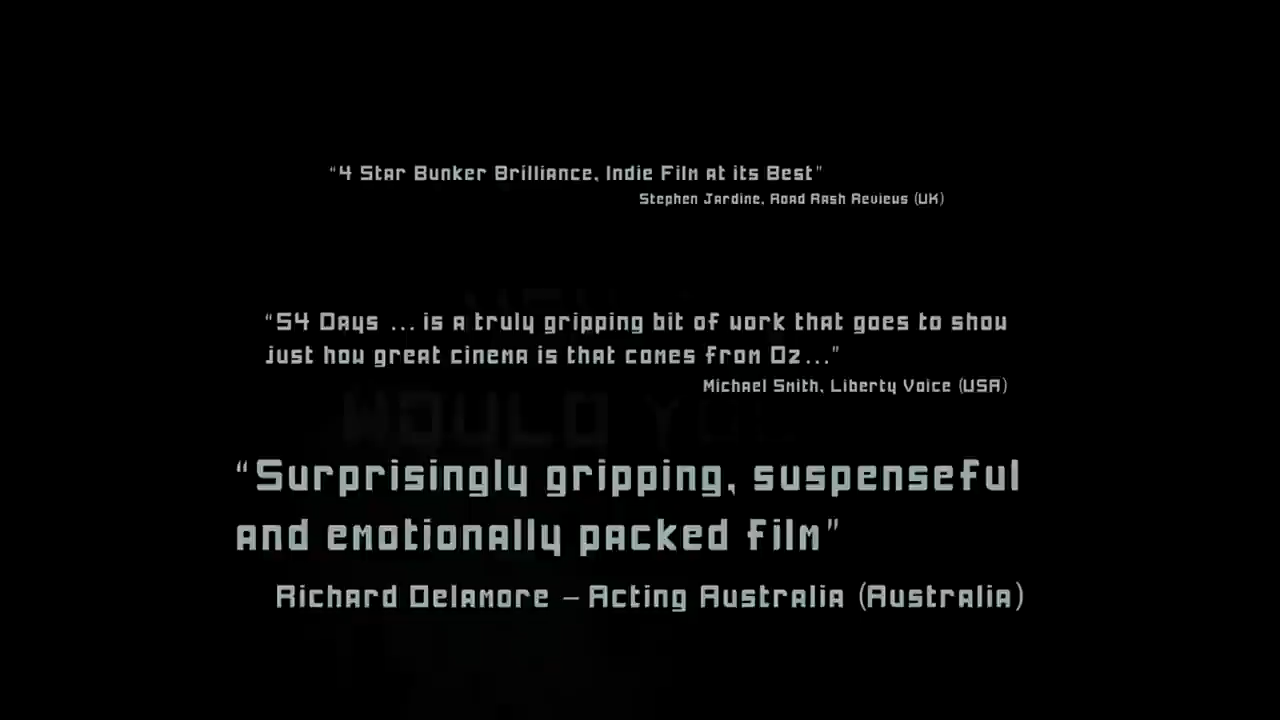 “4 Star Bunker Brilliance, Indie Film at its Best”
Stephen Jardine, Road Rash Reviews (UK)
“54 Days ... is a truly gripping bit of work that goes to show
just how great cinema is that comes from Oz...”
Michael Smith, Liberty Voice (USA)
WOULD YOU
“Surprisingly gripping, suspenseful
and emotionally packed film”
Richard Delamore – Acting Australia (Australia)